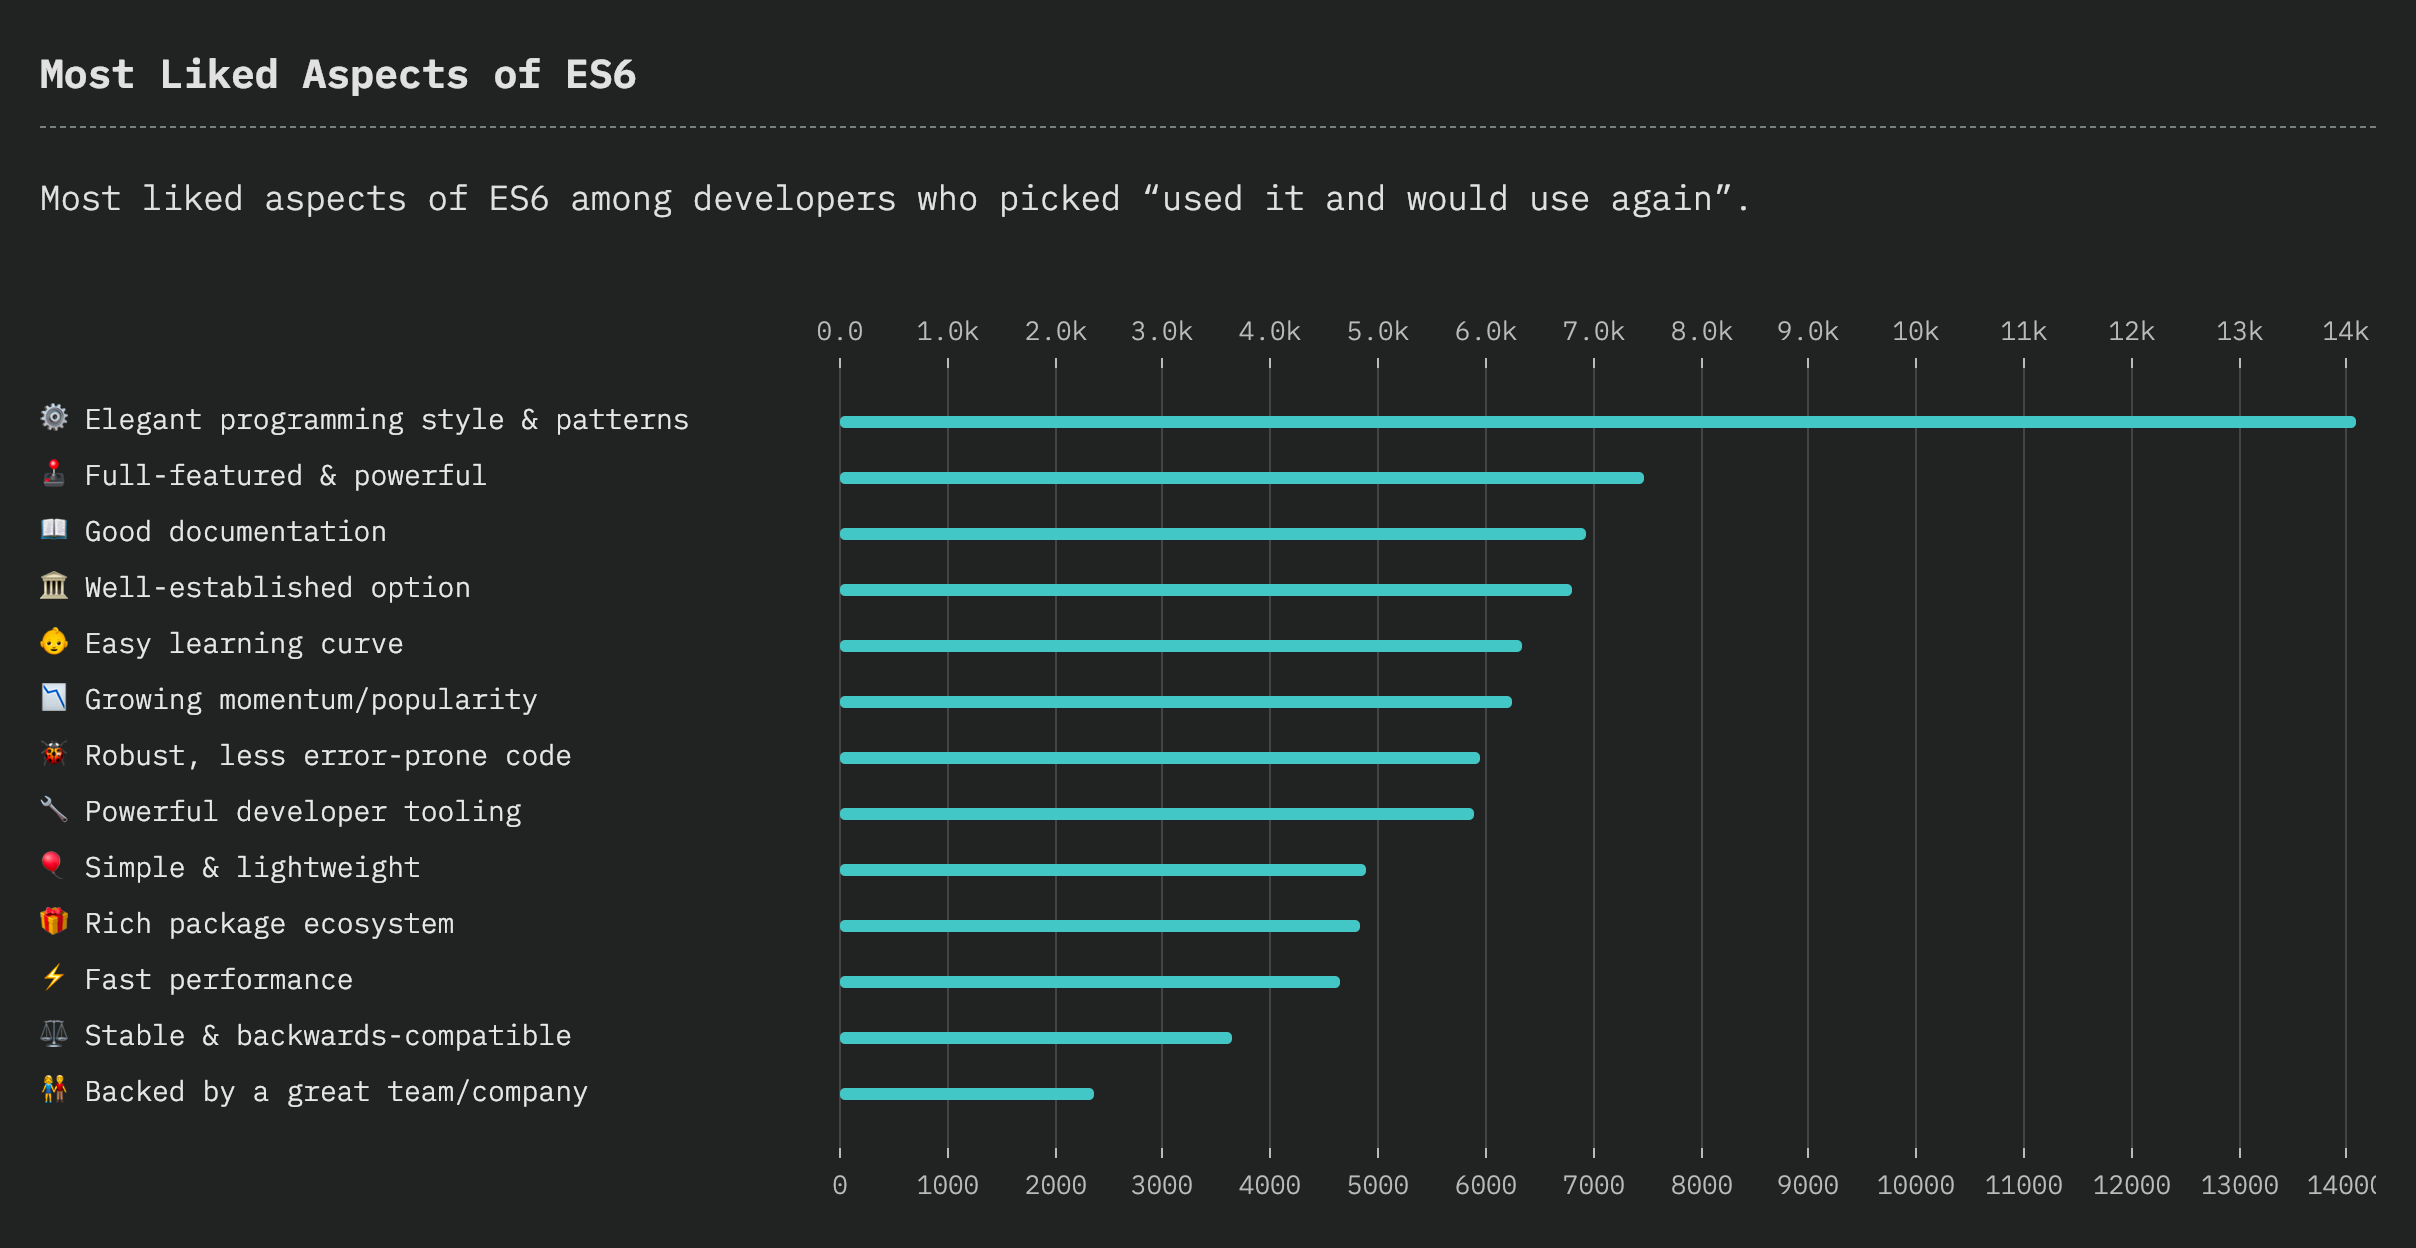 Most Liked Aspects of ES6
Most liked aspects of ES6 among developers who picked “used it and would use again”.
0.0 1.0k 2.0k 3.0k 4.0k 5.0k 6.0k 7.0k 8.0k 9.0k 10k 11k 12k 13k 14k
Elegant programming style & patterns
Full-featured & powerful
Good documentation
Well-established option
Easy learning curve
Growing momentum/popularity
Robust, less error-prone code
Powerful developer tooling
Simple & lightweight
Rich package ecosystem
Fast performance
Stable & backwards-compatible
Backed by a great team/company
0 1000 2000 3000 4000 5000 6000 7000 8000 9000 10000 11000 12000 13000 14000